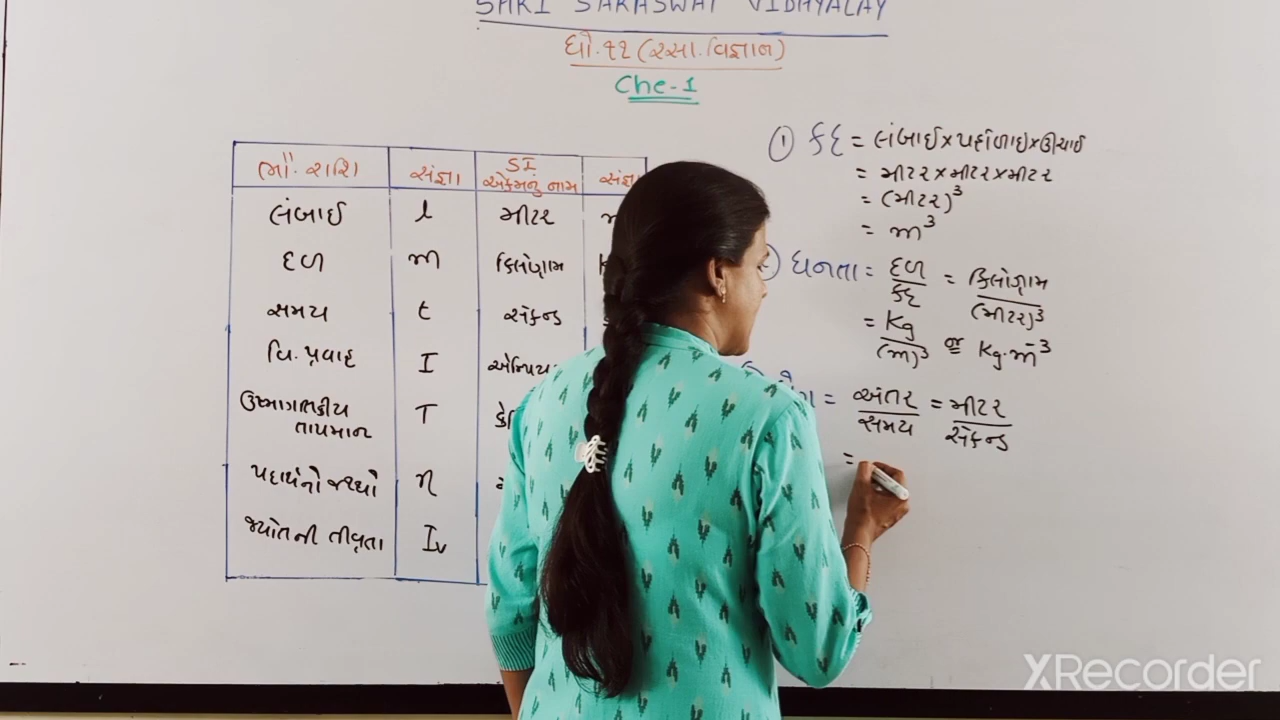 SHRI SARASWAT VIDHYALAY
ધો.૧૧ (રસા.વિજ્ઞાન)
Che-1
ભૌ. રાશિ સંજ્ઞા SI એકમનું નામ સંજ્ઞા
લંબાઈ l મીટર
દળ m કિલોગ્રામ
સમય t સેકન્ડ
વિ. પ્રવાહ I
ઉષ્માગતિકીય તાપમાન T
પદાર્થનો જથ્થો n
જ્યોતની તીવ્રતા Iv
① કદ = લંબાઈ×પહોળાઈ×ઊંચાઈ
= મીટર×મીટર×મીટર
= (મીટર)³
= m³
ઘનતા = દળ/કદ = કિલોગ્રામ/(મીટર)³
= Kg/(m)³ or Kg.m⁻³
= અંતર/સમય = મીટર/સેકન્ડ
=
XRecorder